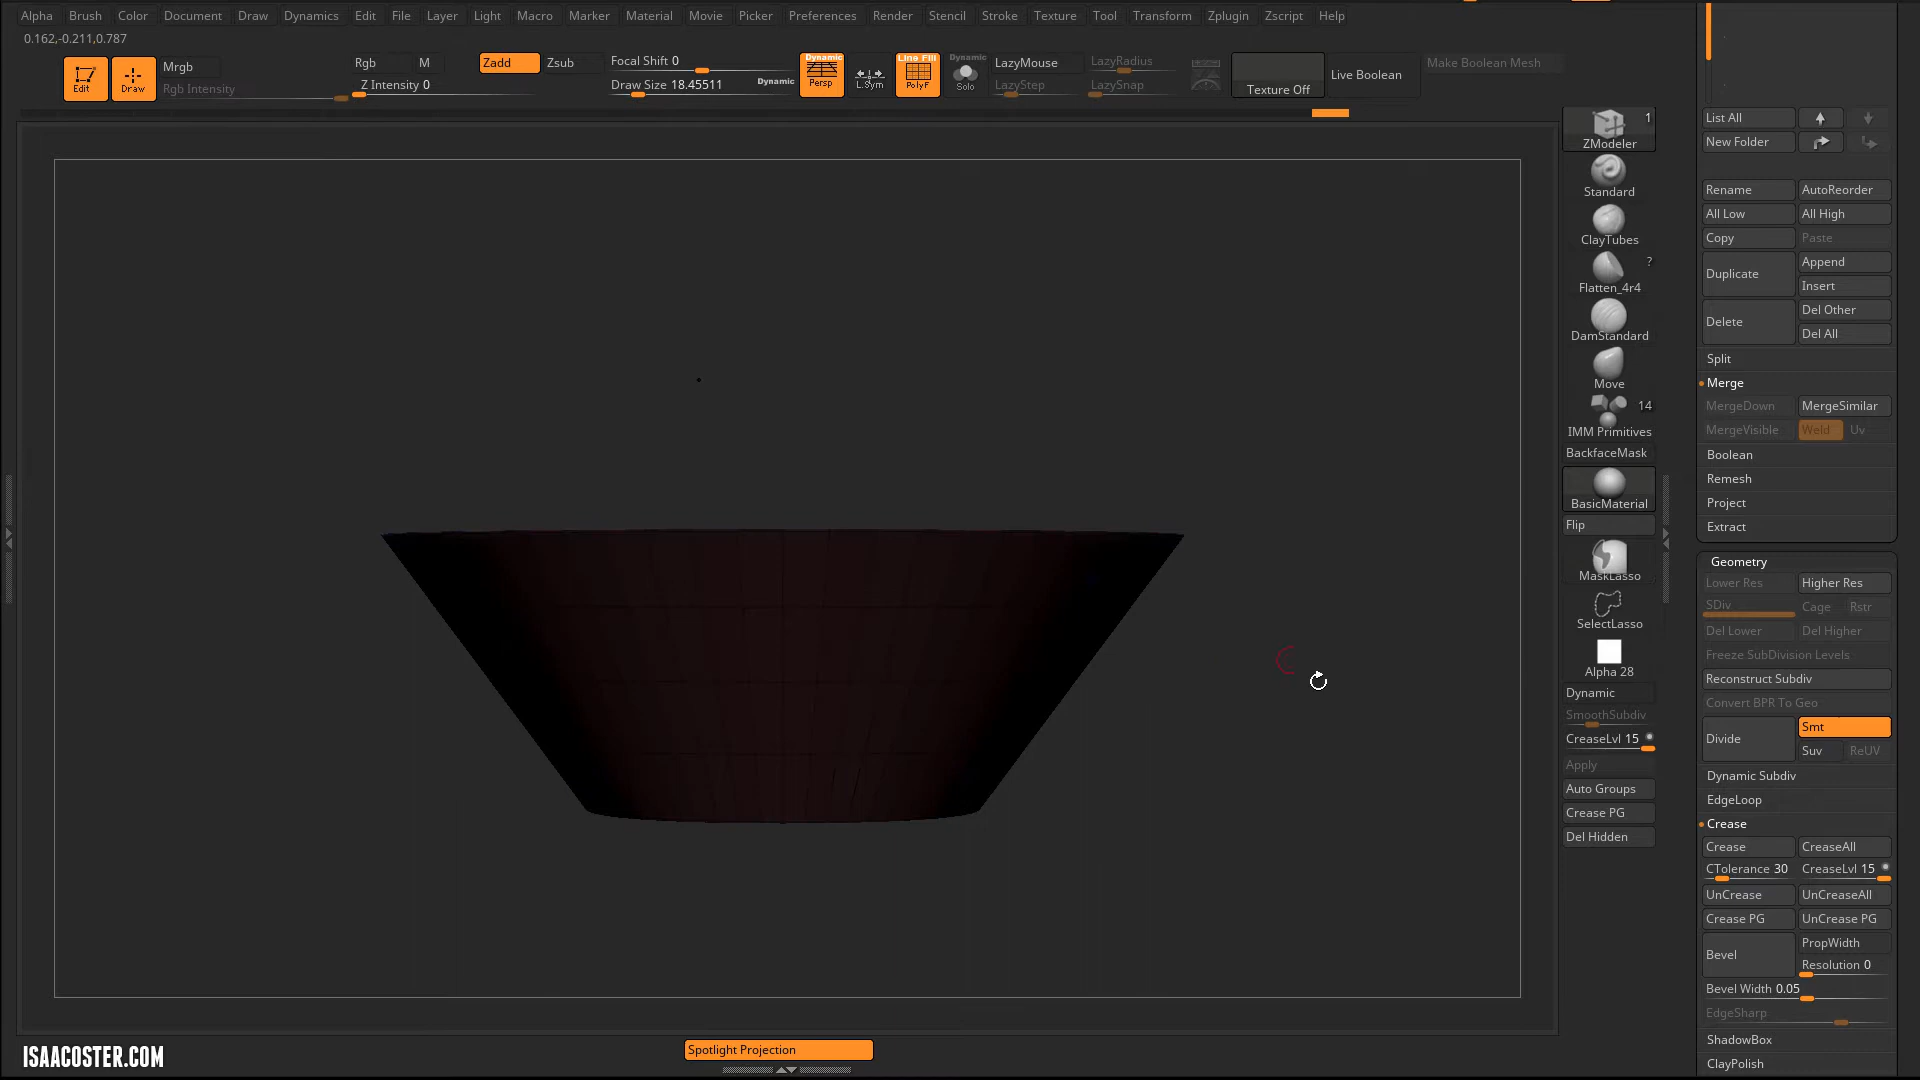 Alpha Brush Color Document Draw Dynamics Edit File Layer Light Macro Marker Material Movie Picker Preferences Render Stencil Stroke Texture Tool Transform Zplugin Zscript Help
0.162,-0.211,0.787
Edit
Draw
Mrgb
Rgb Intensity
Rgb M
Z Intensity 0
Zadd
Zsub
Focal Shift 0
Draw Size 18.45511
Dynamic
Dynamic
Persp
L.Sym
Line Fill
PolyF
Dynamic
Solo
LazyMouse
LazyStep
LazyRadius
LazySnap
Texture Off
Live Boolean
Make Boolean Mesh
1
ZModeler
Standard
ClayTubes
?
Flatten_4r4
DamStandard
Move
14
IMM Primitives
BackfaceMask
BasicMaterial
Flip
MaskLasso
SelectLasso
Alpha 28
Dynamic
SmoothSubdiv
CreaseLvl 15
Apply
Auto Groups
Crease PG
Del Hidden
List All
New Folder
Rename AutoReorder
All Low All High
Copy Paste
Duplicate
Append
Insert
Delete
Del Other
Del All
Split
Merge
MergeDown MergeSimilar
MergeVisible Weld Uv
Boolean
Remesh
Project
Extract
Geometry
Lower Res Higher Res
SDiv Cage Rstr
Del Lower Del Higher
Freeze SubDivision Levels
Reconstruct Subdiv
Convert BPR To Geo
Divide
Smt
Suv ReUV
Dynamic Subdiv
EdgeLoop
Crease
Crease CreaseAll
CTolerance 30 CreaseLvl 15
UnCrease UnCreaseAll
Crease PG UnCrease PG
Bevel
PropWidth
Resolution 0
Bevel Width 0.05
EdgeSharp
ShadowBox
ClayPolish
Spotlight Projection
ISAACOSTER.COM